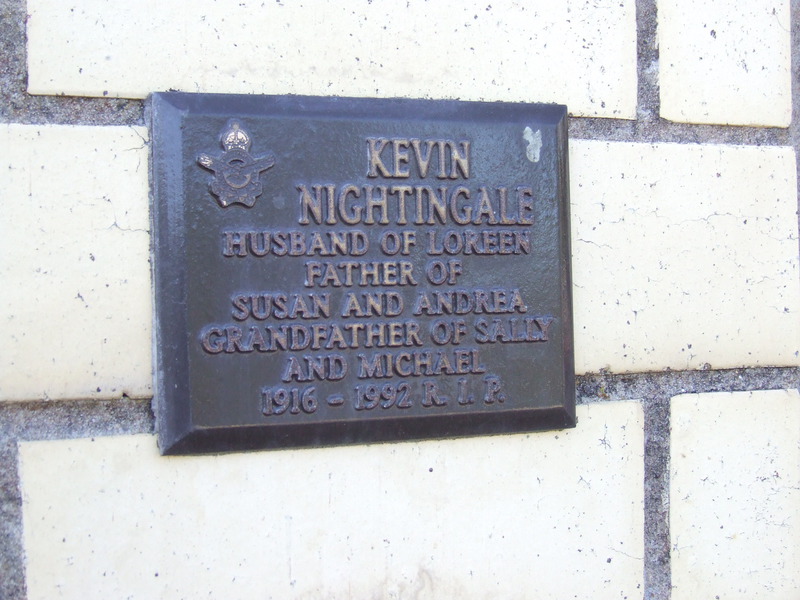 KEVIN
NIGHTINGALE
HUSBAND OF LOREEN
FATHER OF
SUSAN AND ANDREA
GRANDFATHER OF SALLY
AND MICHAEL
1916 - 1992 R. I. P.